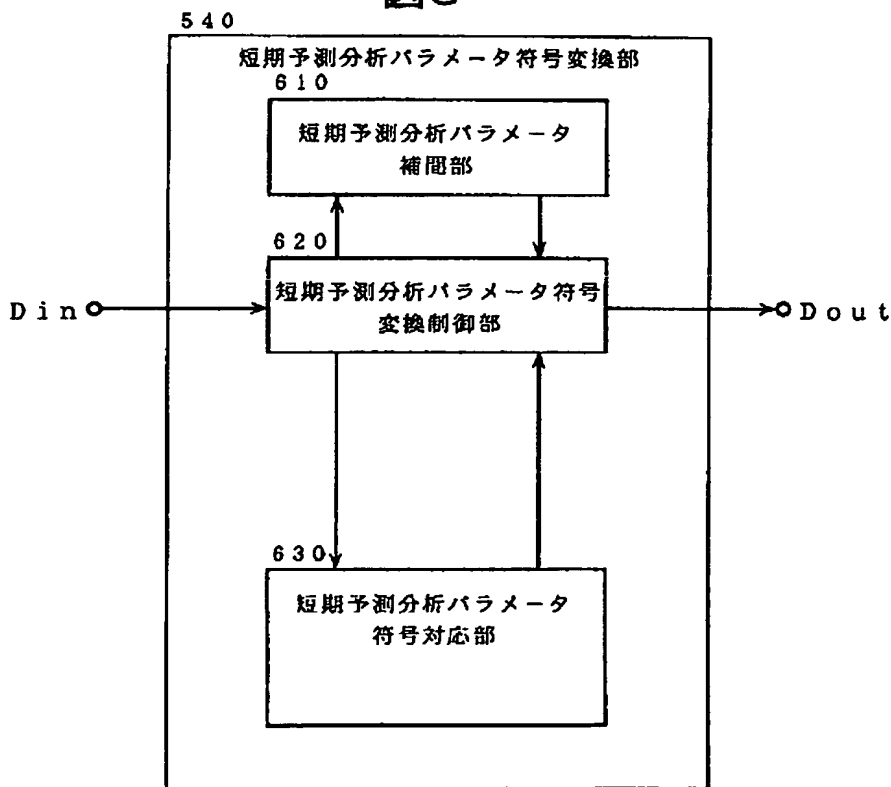 540
短期予測分析パラメータ符号変換部
610
短期予測分析パラメータ
補間部
620
短期予測分析パラメータ符号
変換制御部
Din
Dout
630
短期予測分析パラメータ
符号対応部